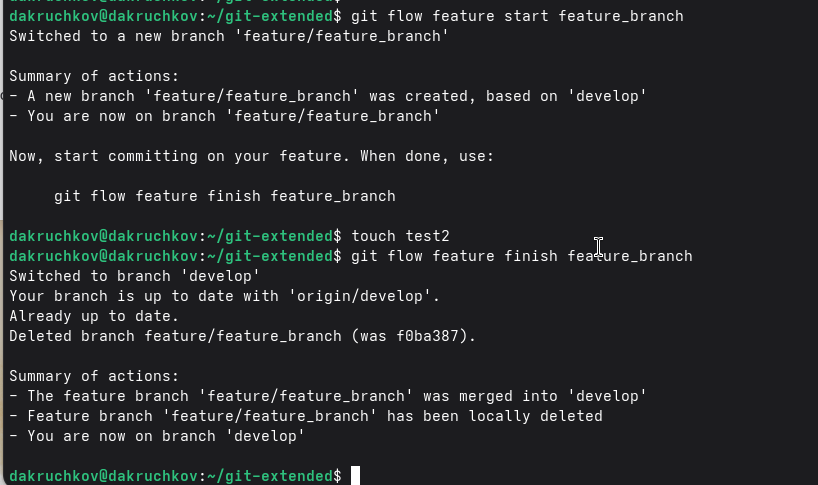 dakruchkov@dakruchkov:~/git-extended$ git flow feature start feature_branch
Switched to a new branch 'feature/feature_branch'
Summary of actions:
- A new branch 'feature/feature_branch' was created, based on 'develop'
- You are now on branch 'feature/feature_branch'
Now, start committing on your feature. When done, use:
git flow feature finish feature_branch
dakruchkov@dakruchkov:~/git-extended$ touch test2
dakruchkov@dakruchkov:~/git-extended$ git flow feature finish feature_branch
Switched to branch 'develop'
Your branch is up to date with 'origin/develop'.
Already up to date.
Deleted branch feature/feature_branch (was f0ba387).
Summary of actions:
- The feature branch 'feature/feature_branch' was merged into 'develop'
- Feature branch 'feature/feature_branch' has been locally deleted
- You are now on branch 'develop'
dakruchkov@dakruchkov:~/git-extended$